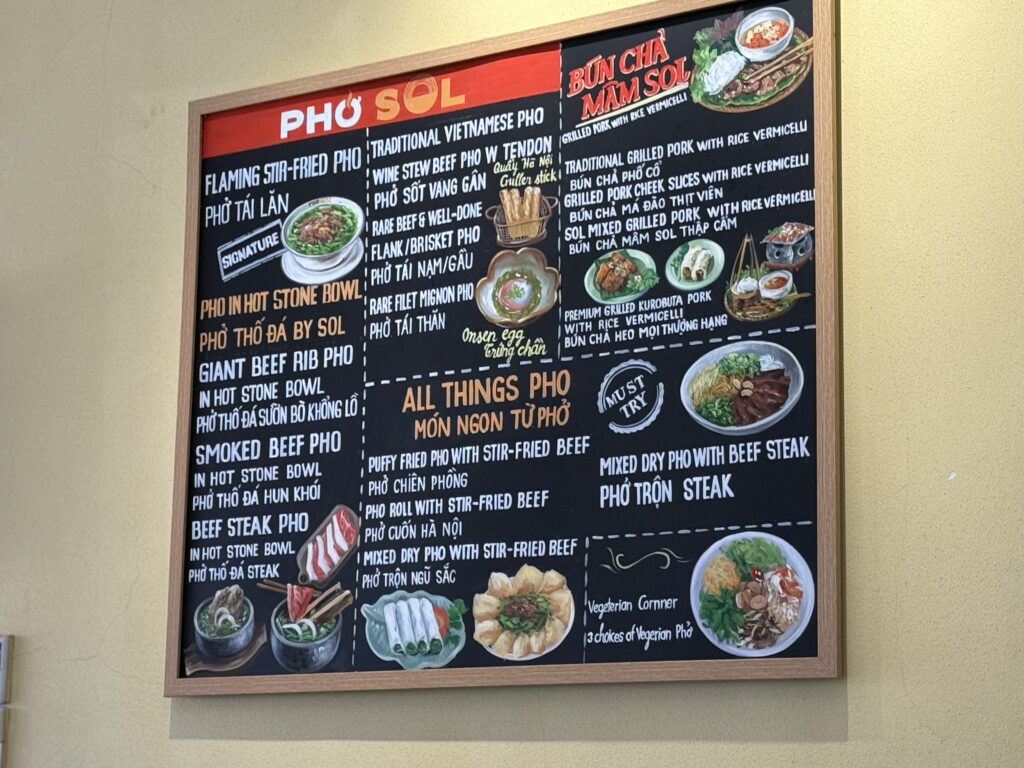 PHỞ SOL
FLAMING STIR-FRIED PHO
PHỞ TÁI LĂN
SIGNATURE
PHO IN HOT STONE BOWL
PHỞ THỐ ĐÁ BY SOL
GIANT BEEF RIB PHO
IN HOT STONE BOWL
PHỞ THỐ ĐÁ SƯỜN BÒ KHỔNG LỒ
SMOKED BEEF PHO
IN HOT STONE BOWL
PHỞ THỐ ĐÁ HUN KHÓI
BEEF STEAK PHO
IN HOT STONE BOWL
PHỞ THỐ ĐÁ STEAK
TRADITIONAL VIETNAMESE PHO
WINE STEW BEEF PHO W TENDON
PHỞ SỐT VANG GÂN
Quẩy Hà Nội
Criller stick
RARE BEEF & WELL-DONE
FLANK/BRISKET PHO
PHỞ TÁI NẠM/GẦU
RARE FILET MIGNON PHO
PHỞ TÁI THĂN
Onsen egg
Trứng chần
ALL THINGS PHO
MÓN NGON TỪ PHỞ
PUFFY FRIED PHO WITH STIR-FRIED BEEF
PHỞ CHIÊN PHỒNG
PHO ROLL WITH STIR-FRIED BEEF
PHỞ CUỐN HÀ NỘI
MIXED DRY PHO WITH STIR-FRIED BEEF
PHỞ TRỘN NGŨ SẮC
BÚN CHẢ
MÂM SOL
GRILLED PORK WITH RICE VERMICELLI
TRADITIONAL GRILLED PORK WITH RICE VERMICELLI
BÚN CHẢ PHỐ CỔ
GRILLED PORK CHEEK SLICES WITH RICE VERMICELLI
BÚN CHẢ MÁ ĐÀO THỊT VIÊN
SOL MIXED GRILLED PORK WITH RICE VERMICELLI
BÚN CHẢ MÂM SOL THẬP CẨM
PREMIUM GRILLED KUROBUTA PORK
WITH RICE VERMICELLI
BÚN CHẢ HEO MỌI THƯỢNG HẠNG
MUST
TRY
MIXED DRY PHO WITH BEEF STEAK
PHỞ TRỘN STEAK
Vegeterian Cornner
3 choices of Vegerian Phở